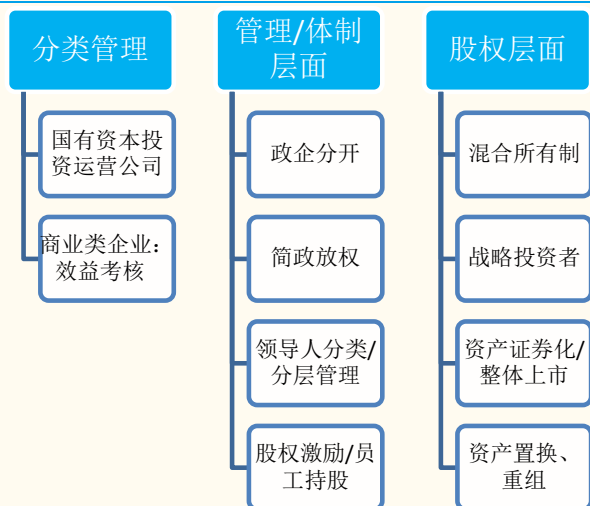 分类管理
国有资本投
资运营公司
商业类企业：
效益考核
管理/体制
层面
政企分开
简政放权
领导人分类/
分层管理
股权激励/员
工持股
股权层面
混合所有制
战略投资者
资产证券化/
整体上市
资产置换、
重组